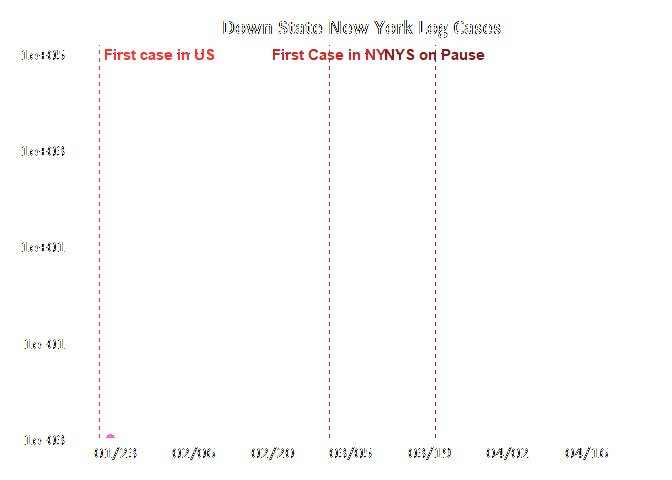 Down State New York Log Cases
First case in US First Case in NY NYS on Pause
1e+05
1e+03
1e+01
1e-01
1e-03
01/23 02/06 02/20 03/05 03/19 04/02 04/16